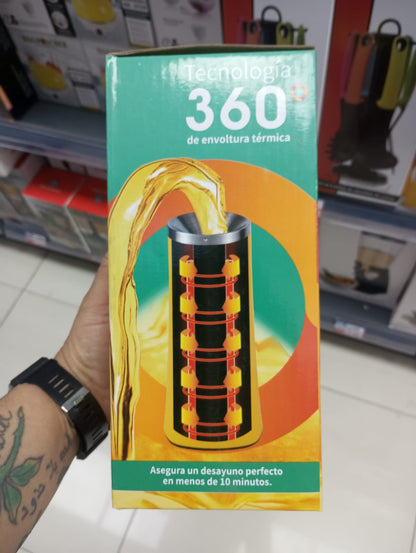 Tecnología
360°
de envoltura térmica
Asegura un desayuno perfecto
en menos de 10 minutos.